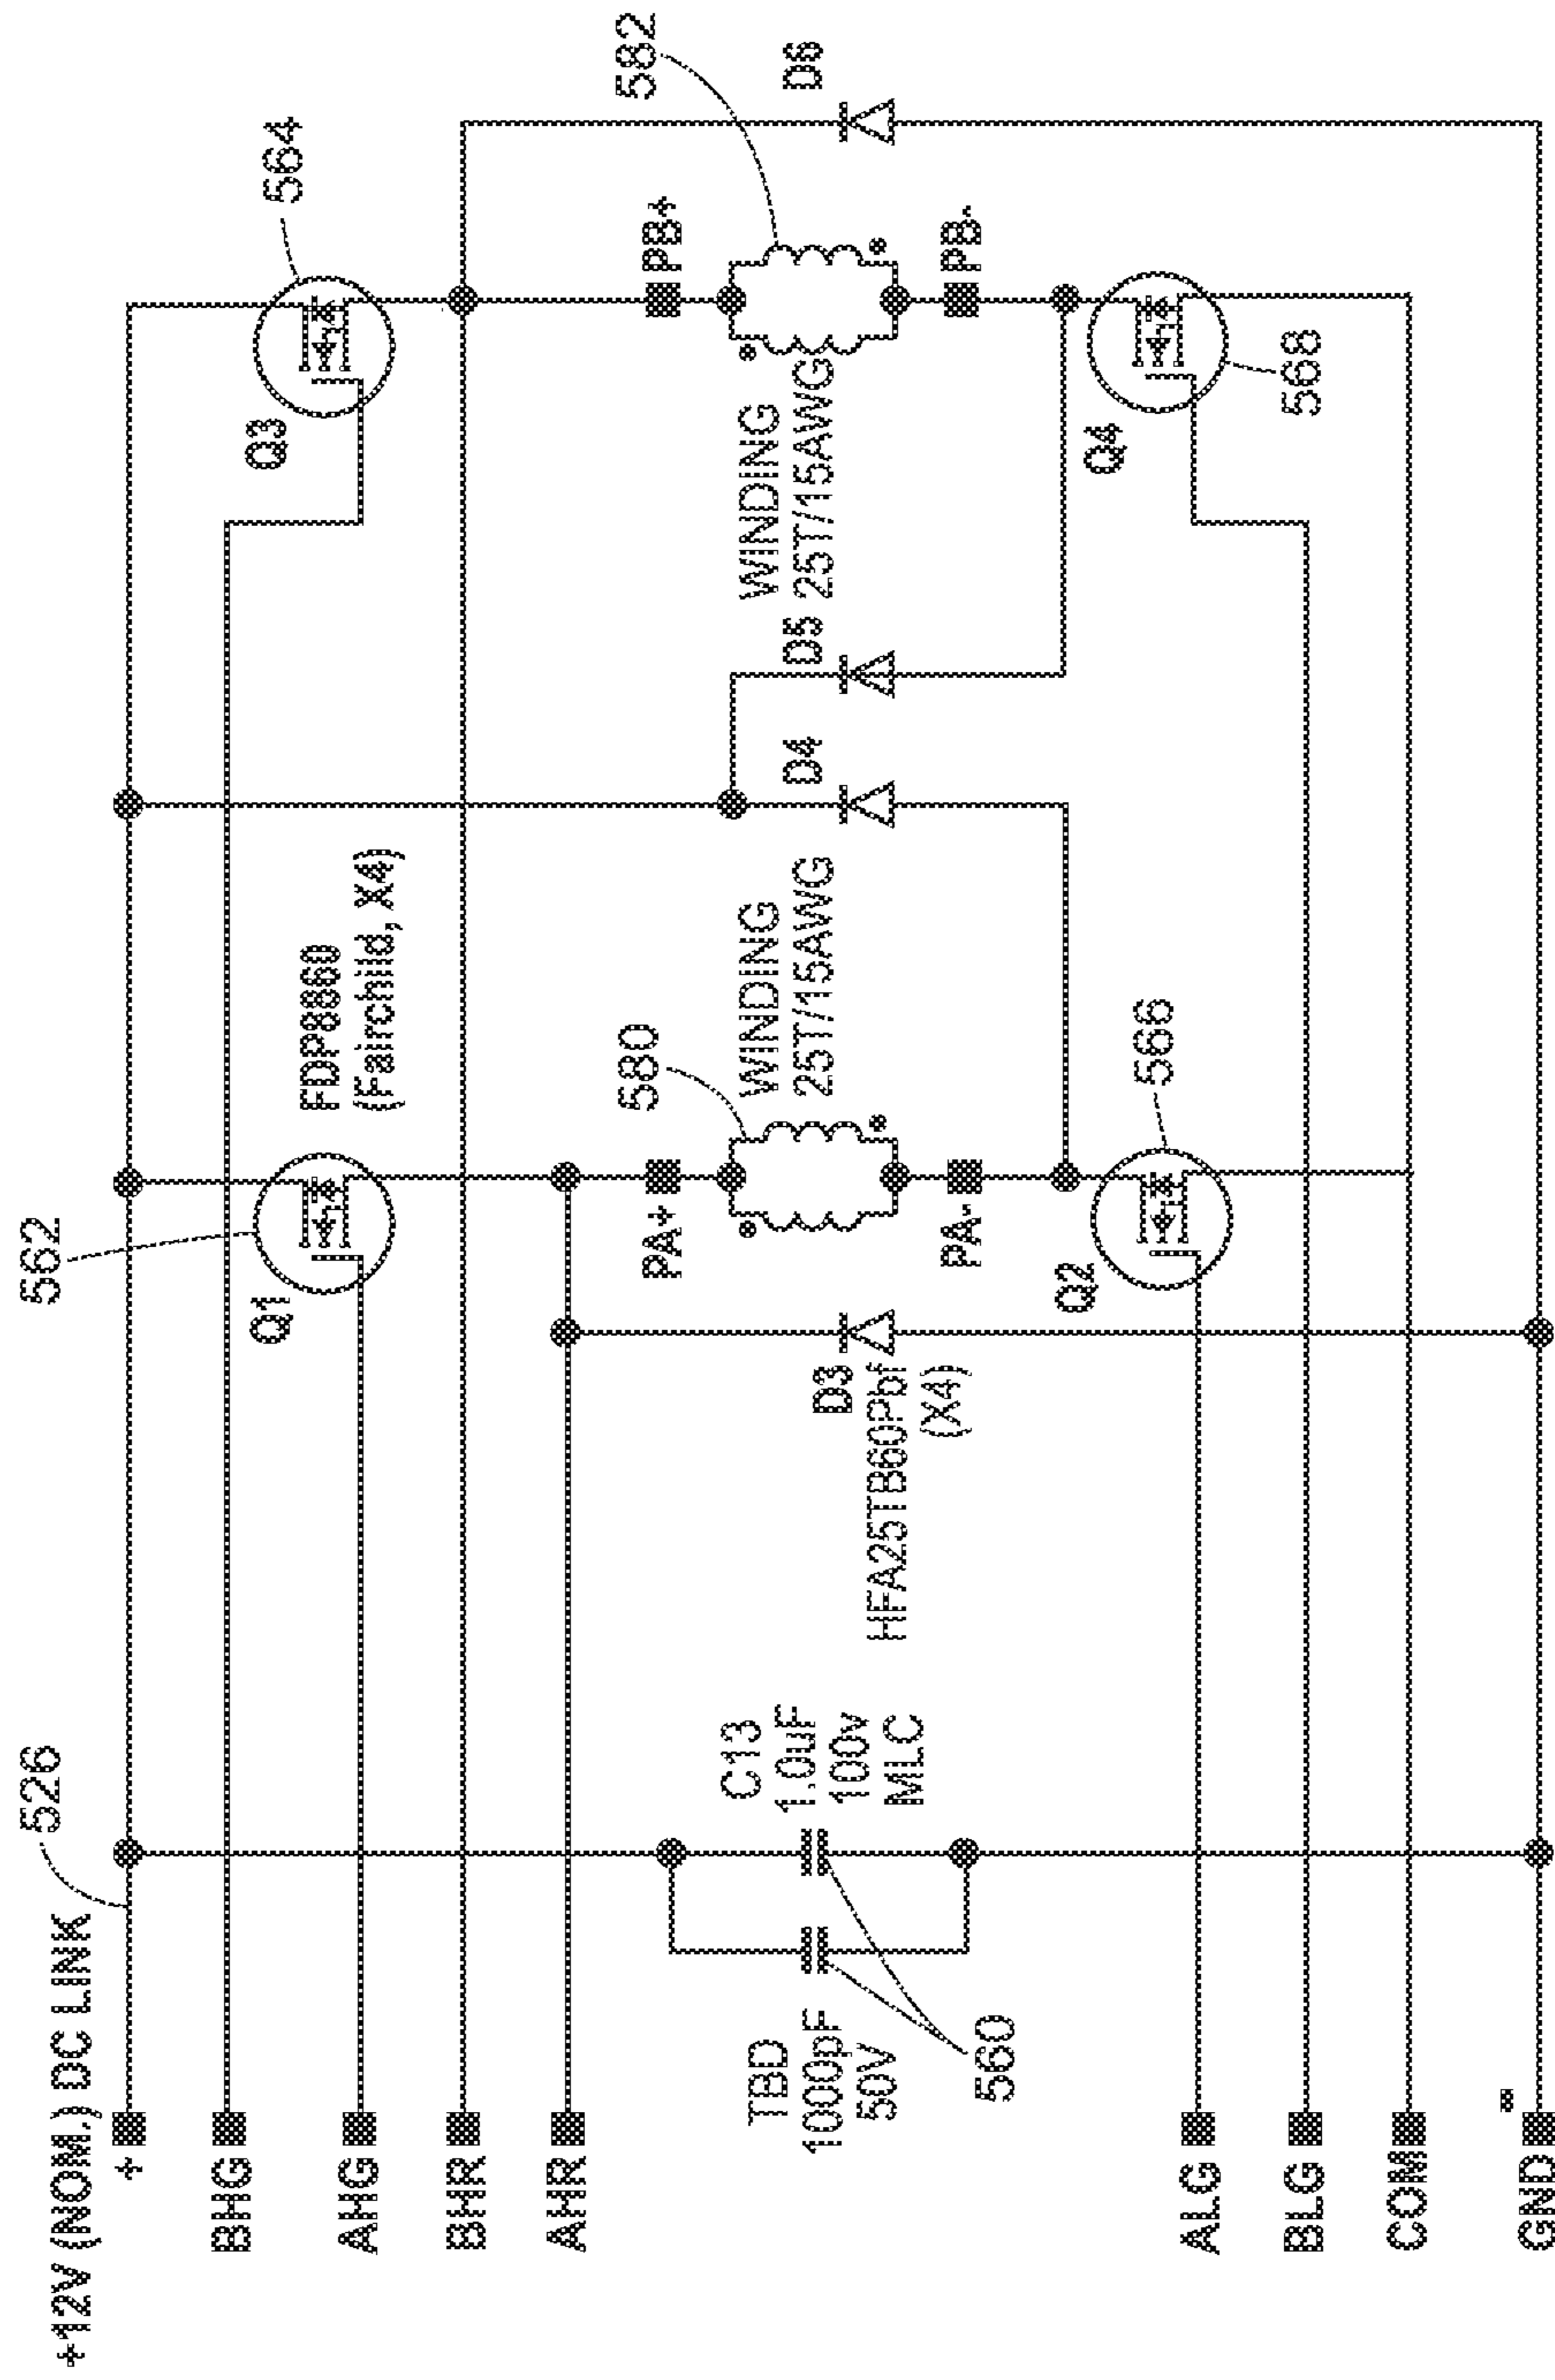 +12V (NOM.) DC LINK
526
+
BHG
AHG
BHR
AHR
562
Q1
FDP8860
(Fairchild, X4)
Q3
564
582
580
PA+
WINDING
25T/15AWG
PA-
D4
D5
WINDING
25T/15AWG
PB+
PB-
D6
D3
HFA25TB60Pbf
(X4)
C13
1.0uF
100v
MLC
TBD
1000pF
50V
560
Q2
566
Q4
568
ALG
BLG
COM
-
GND